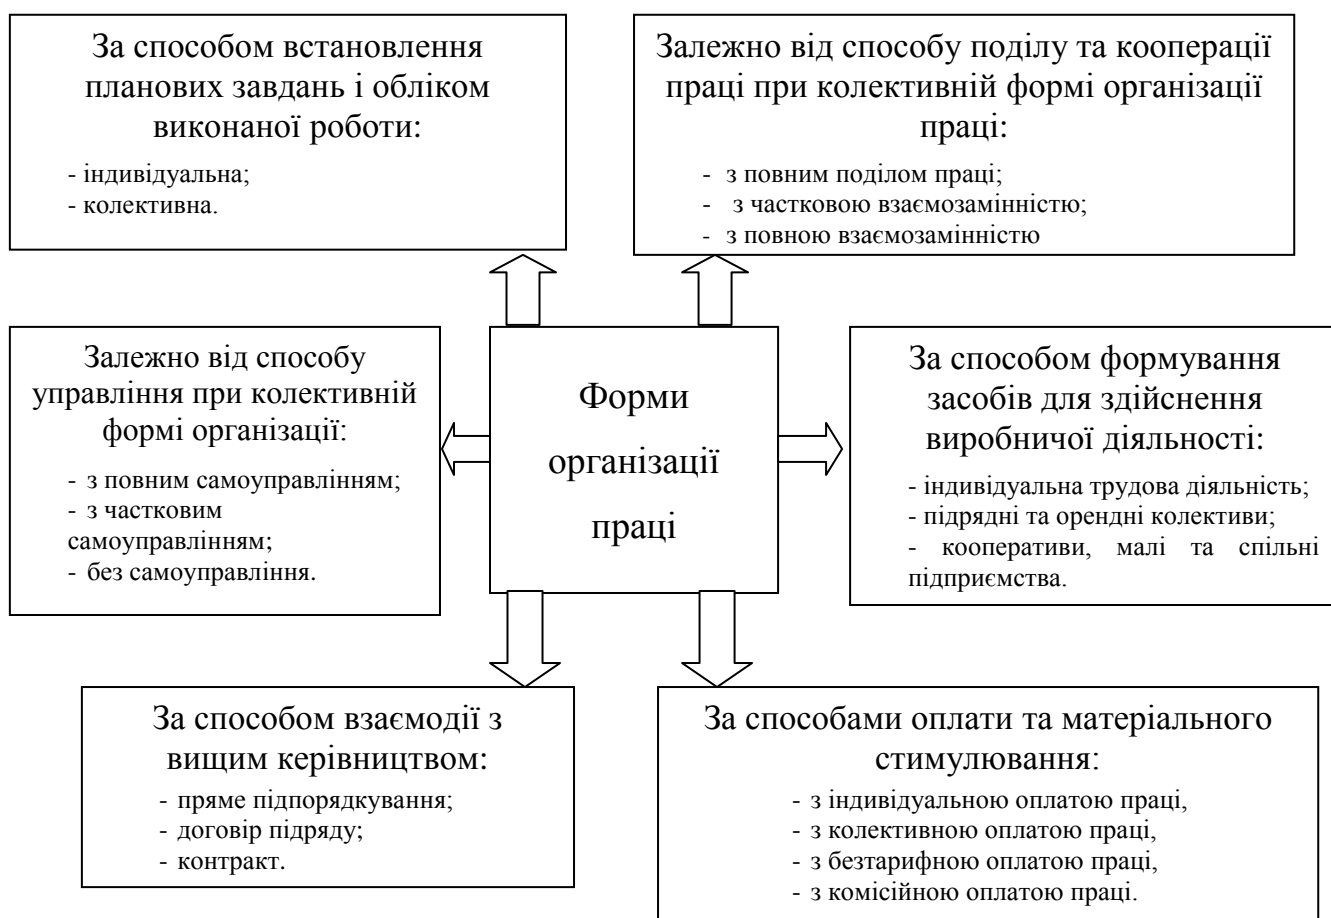 За способом встановлення
планових завдань і обліком
виконаної роботи:
- індивідуальна;
- колективна.
Залежно від способу поділу та кооперації
праці при колективній формі організації
праці:
- з повним поділом праці;
- з частковою взаємозамінністю;
- з повною взаємозамінністю
Залежно від способу
управління при колективній
формі організації:
- з повним самоуправлінням;
- з частковим
самоуправлінням;
- без самоуправління.
Форми
організації
праці
За способом формування
засобів для здійснення
виробничої діяльності:
- індивідуальна трудова діяльність;
- підрядні та орендні колективи;
- кооперативи, малі та спільні
підприємства.
За способом взаємодії з
вищим керівництвом:
- пряме підпорядкування;
- договір підряду;
- контракт.
За способами оплати та матеріального
стимулювання:
- з індивідуальною оплатою праці,
- з колективною оплатою праці,
- з безтарифною оплатою праці,
- з комісійною оплатою праці.